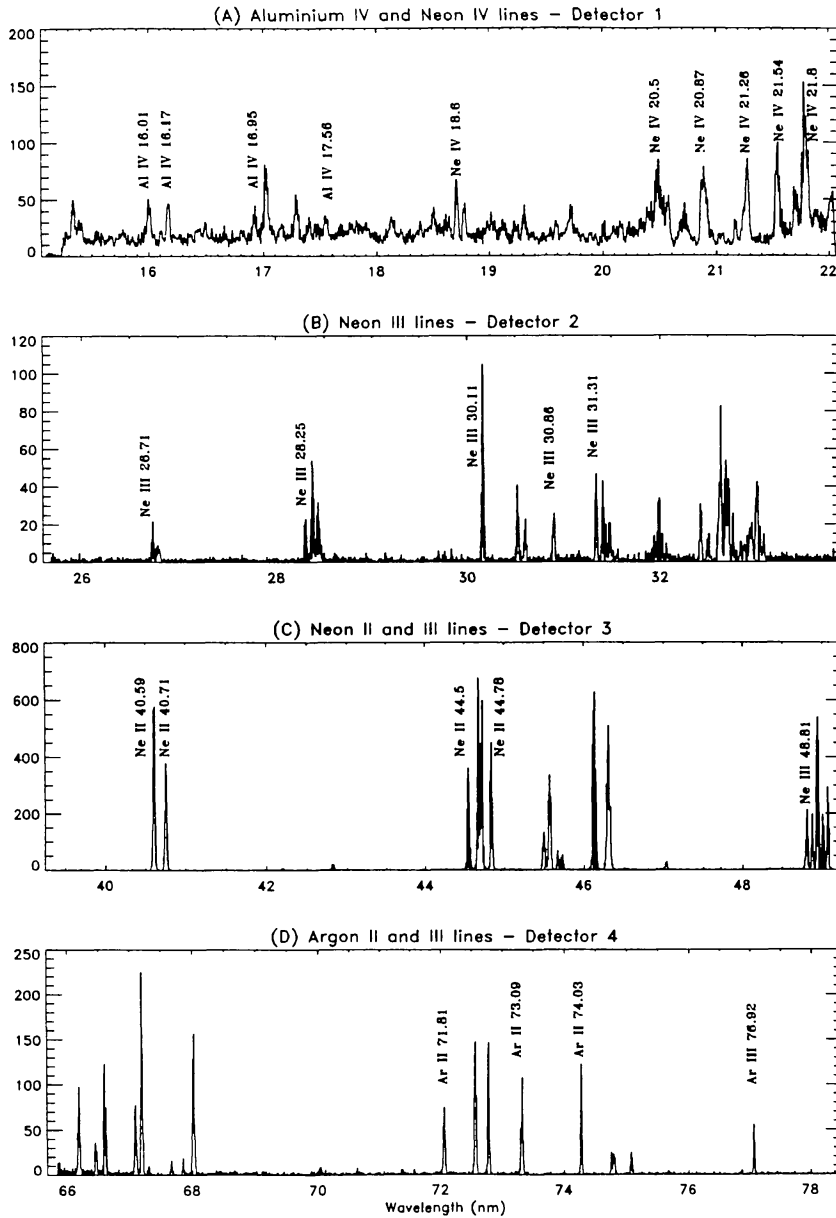 (A) Aluminium IV and Neon IV lines – Detector 1
200
150
100
50
0
Al IV 16.01
Al IV 16.17
Al IV 16.95
Al IV 17.56
Ne IV 18.6
Ne IV 20.5
Ne IV 20.87
Ne IV 21.26
Ne IV 21.54
Ne IV 21.8
16 17 18 19 20 21 22
(B) Neon III lines – Detector 2
120
100
80
60
40
20
0
Ne III 26.71
Ne III 28.25
Ne III 30.11
Ne III 30.86
Ne III 31.31
26 28 30 32
(C) Neon II and III lines – Detector 3
800
600
400
200
0
Ne II 40.59
Ne II 40.71
Ne II 44.5
Ne II 44.78
Ne III 48.81
40 42 44 46 48
(D) Argon II and III lines – Detector 4
250
200
150
100
50
0
Ar II 71.81
Ar II 73.09
Ar II 74.03
Ar III 76.92
66 68 70 72 74 76 78
Wavelength (nm)